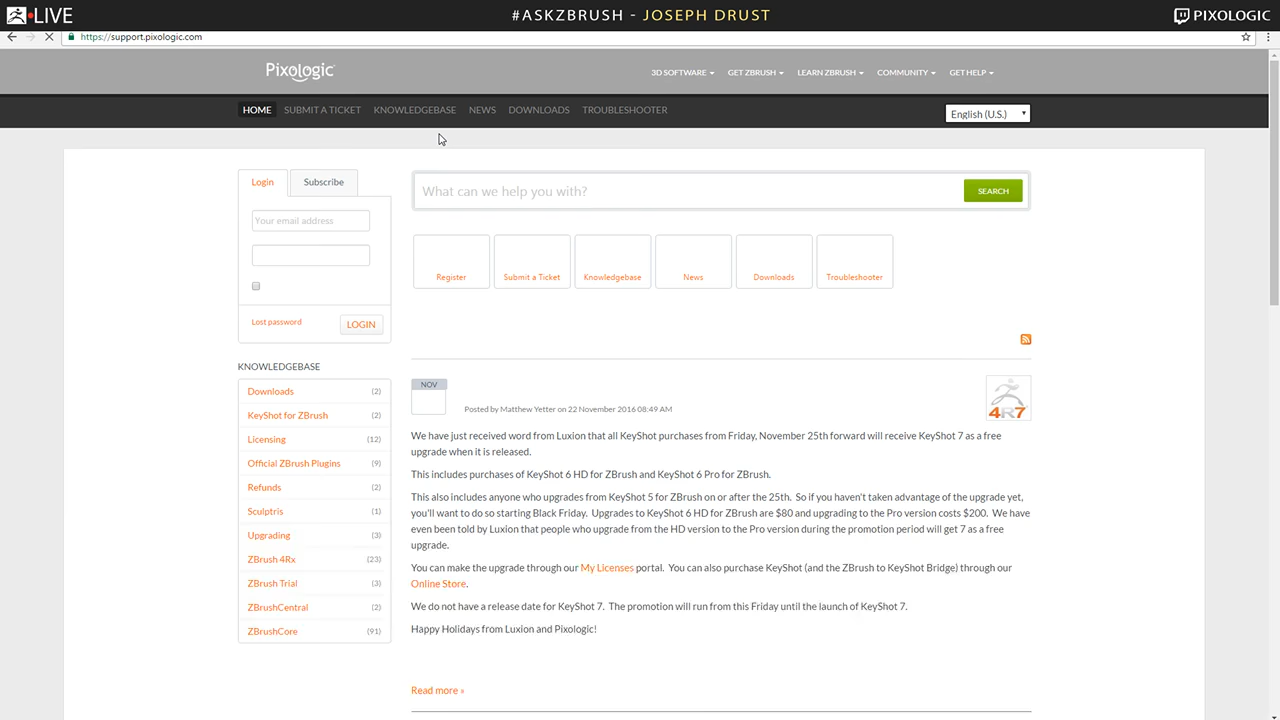 LIVE
#ASKZBRUSH - JOSEPH DRUST
PIXOLOGIC
https://support.pixologic.com
Pixologic
3D SOFTWARE
GET ZBRUSH
LEARN ZBRUSH
COMMUNITY
GET HELP
HOME
SUBMIT A TICKET
KNOWLEDGEBASE
NEWS
DOWNLOADS
TROUBLESHOOTER
English (U.S.)
Login
Subscribe
Your email address
Lost password
LOGIN
What can we help you with?
SEARCH
Register
Submit a Ticket
Knowledgebase
News
Downloads
Troubleshooter
KNOWLEDGEBASE
Downloads (2)
KeyShot for ZBrush (2)
Licensing (12)
Official ZBrush Plugins (9)
Refunds (2)
Sculptris (1)
Upgrading (3)
ZBrush 4Rx (23)
ZBrush Trial (3)
ZBrushCentral (2)
ZBrushCore (91)
NOV
Posted by Matthew Yetter on 22 November 2016 08:49 AM
4R7
We have just received word from Luxion that all KeyShot purchases from Friday, November 25th forward will receive KeyShot 7 as a free
upgrade when it is released.
This includes purchases of KeyShot 6 HD for ZBrush and KeyShot 6 Pro for ZBrush.
This also includes anyone who upgrades from KeyShot 5 for ZBrush on or after the 25th. So if you haven't taken advantage of the upgrade yet,
you'll want to do so starting Black Friday. Upgrades to KeyShot 6 HD for ZBrush are $80 and upgrading to the Pro version costs $200. We have
even been told by Luxion that people who upgrade from the HD version to the Pro version during the promotion period will get 7 as a free
upgrade.
You can make the upgrade through our My Licenses portal. You can also purchase KeyShot (and the ZBrush to KeyShot Bridge) through our
Online Store.
We do not have a release date for KeyShot 7. The promotion will run from this Friday until the launch of KeyShot 7.
Happy Holidays from Luxion and Pixologic!
Read more »